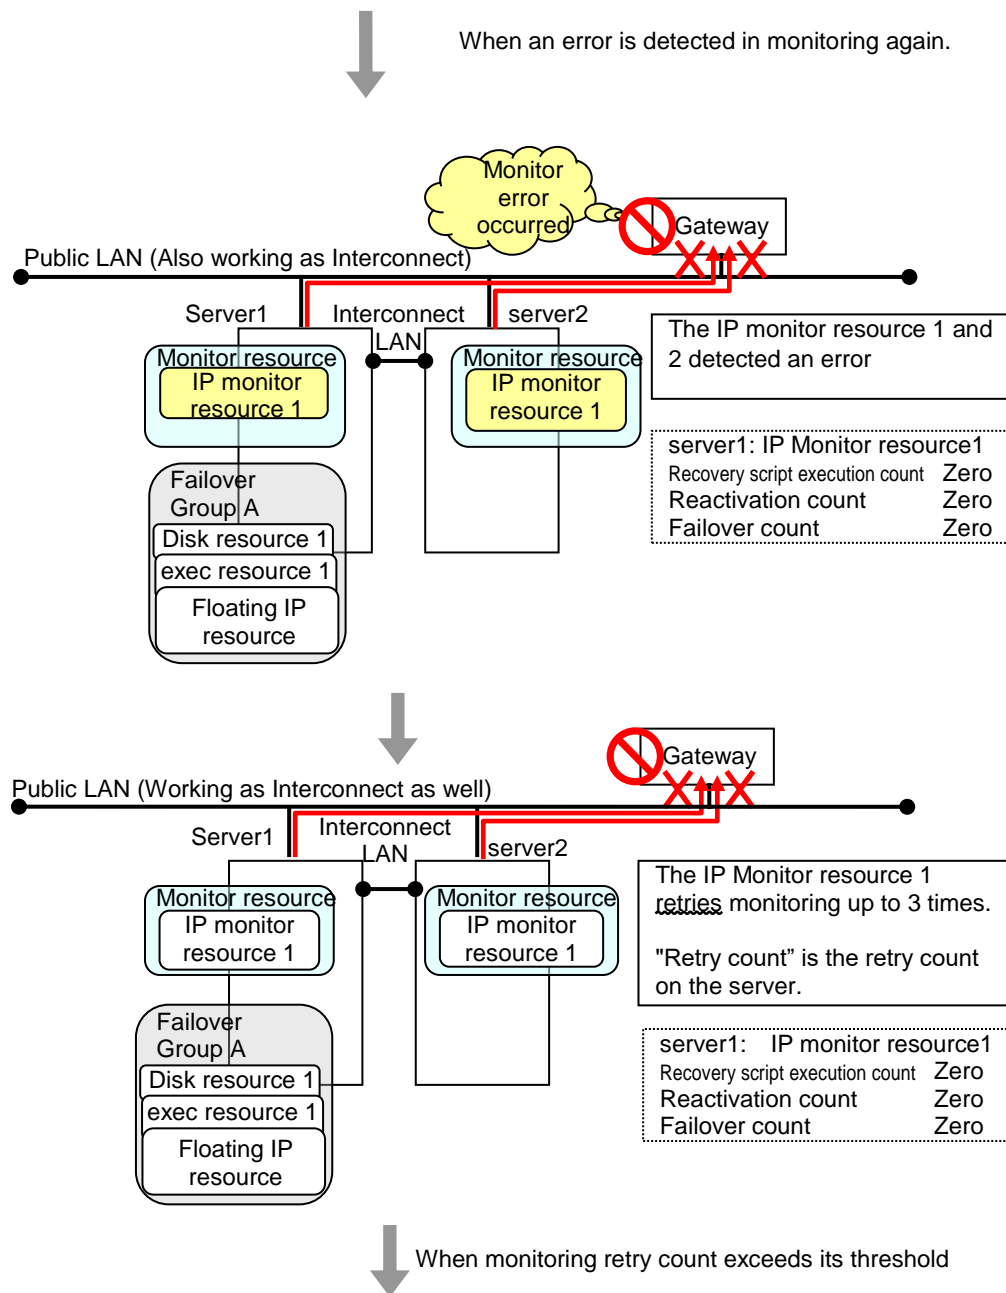 When an error is detected in monitoring again.
Monitor
error
occurred
Gateway
Public LAN (Also working as Interconnect)
Server1
Interconnect
LAN
server2
Monitor resource
IP monitor
resource 1
Monitor resource
IP monitor
resource 1
The IP monitor resource 1 and
2 detected an error
server1: IP Monitor resource1
Recovery script execution count Zero
Reactivation count Zero
Failover count Zero
Failover
Group A
Disk resource 1
exec resource 1
Floating IP
resource
Gateway
Public LAN (Working as Interconnect as well)
Server1
Interconnect
LAN
server2
Monitor resource
IP monitor
resource 1
Monitor resource
IP monitor
resource 1
The IP Monitor resource 1
retries monitoring up to 3 times.
"Retry count” is the retry count
on the server.
server1: IP monitor resource1
Recovery script execution count Zero
Reactivation count Zero
Failover count Zero
Failover
Group A
Disk resource 1
exec resource 1
Floating IP
resource
When monitoring retry count exceeds its threshold